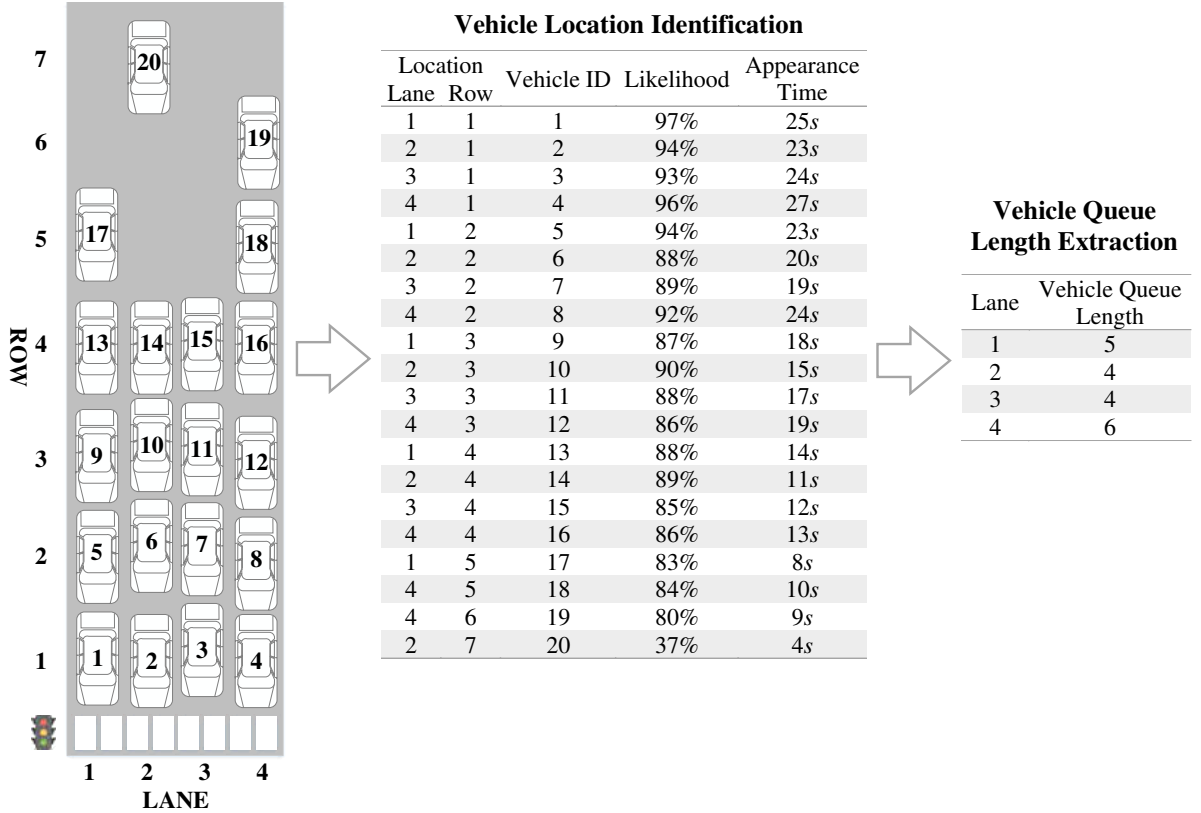 7
20
6
19
5
17
18
ROW
4
13 14 15 16
3
9 10 11 12
2
5 6 7 8
1
1 2 3 4
1 2 3 4
LANE
Vehicle Location Identification
Location Vehicle ID Likelihood Appearance
Lane Row Time
1 1 1 97% 25s
2 1 2 94% 23s
3 1 3 93% 24s
4 1 4 96% 27s
1 2 5 94% 23s
2 2 6 88% 20s
3 2 7 89% 19s
4 2 8 92% 24s
1 3 9 87% 18s
2 3 10 90% 15s
3 3 11 88% 17s
4 3 12 86% 19s
1 4 13 88% 14s
2 4 14 89% 11s
3 4 15 85% 12s
4 4 16 86% 13s
1 5 17 83% 8s
4 5 18 84% 10s
4 6 19 80% 9s
2 7 20 37% 4s
Vehicle Queue
Length Extraction
Lane Vehicle Queue
Length
1 5
2 4
3 4
4 6